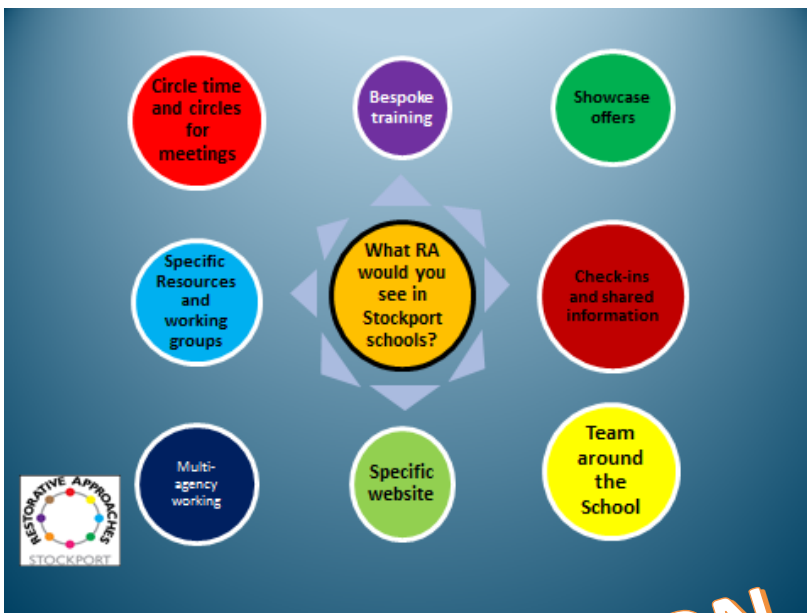 Circle time
and circles
for
meetings
Bespoke
training
Showcase
offers
Specific
Resources
and
working
groups
What RA
would you
see in
Stockport
schools?
Check-ins
and shared
information
Multi-
agency
working
Specific
website
Team
around
the
School
RESTORATIVE APPROACHES
STOCKPORT